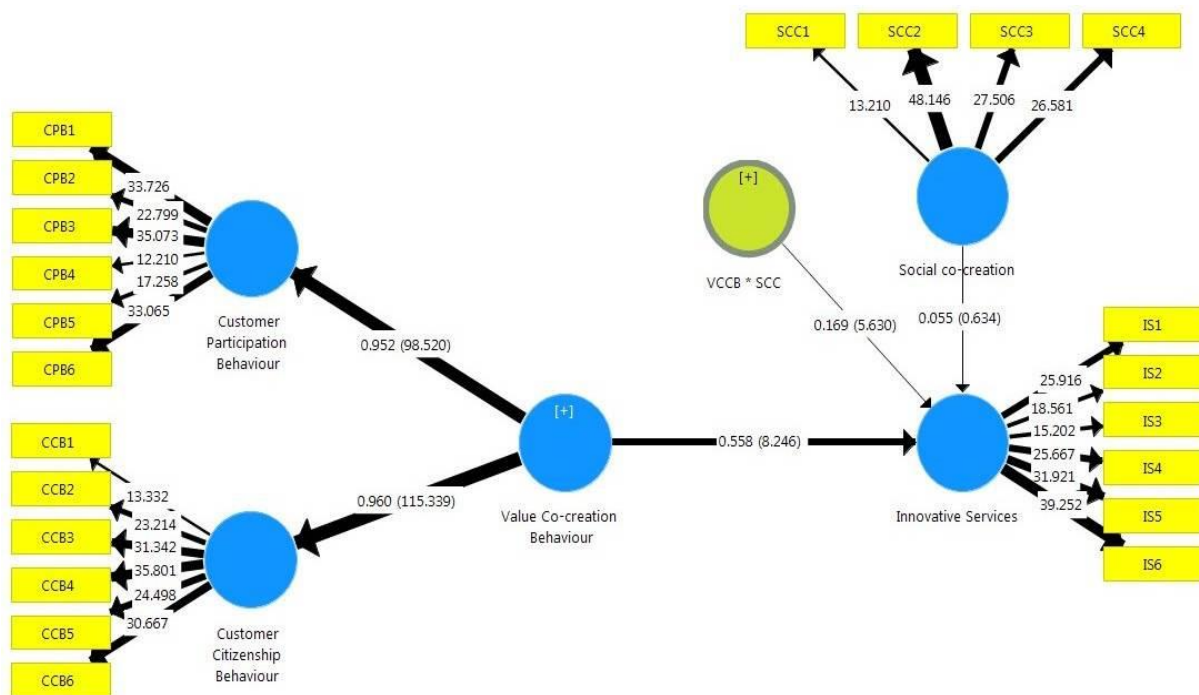 SCC1
SCC2
SCC3
SCC4
13.210
48.146
27.506
26.581
CPB1
CPB2
CPB3
CPB4
CPB5
CPB6
33.726
22.799
35.073
12.210
17.258
33.065
Customer
Participation
Behaviour
[+]
VCCB * SCC
Social co-creation
0.169 (5.630)
0.055 (0.634)
0.952 (98.520)
IS1
IS2
IS3
IS4
IS5
IS6
25.916
18.561
15.202
25.667
31.921
39.252
Innovative Services
[+]
0.558 (8.246)
Value Co-creation
Behaviour
0.960 (115.339)
CCB1
CCB2
CCB3
CCB4
CCB5
CCB6
13.332
23.214
31.342
35.801
24.498
30.667
Customer
Citizenship
Behaviour